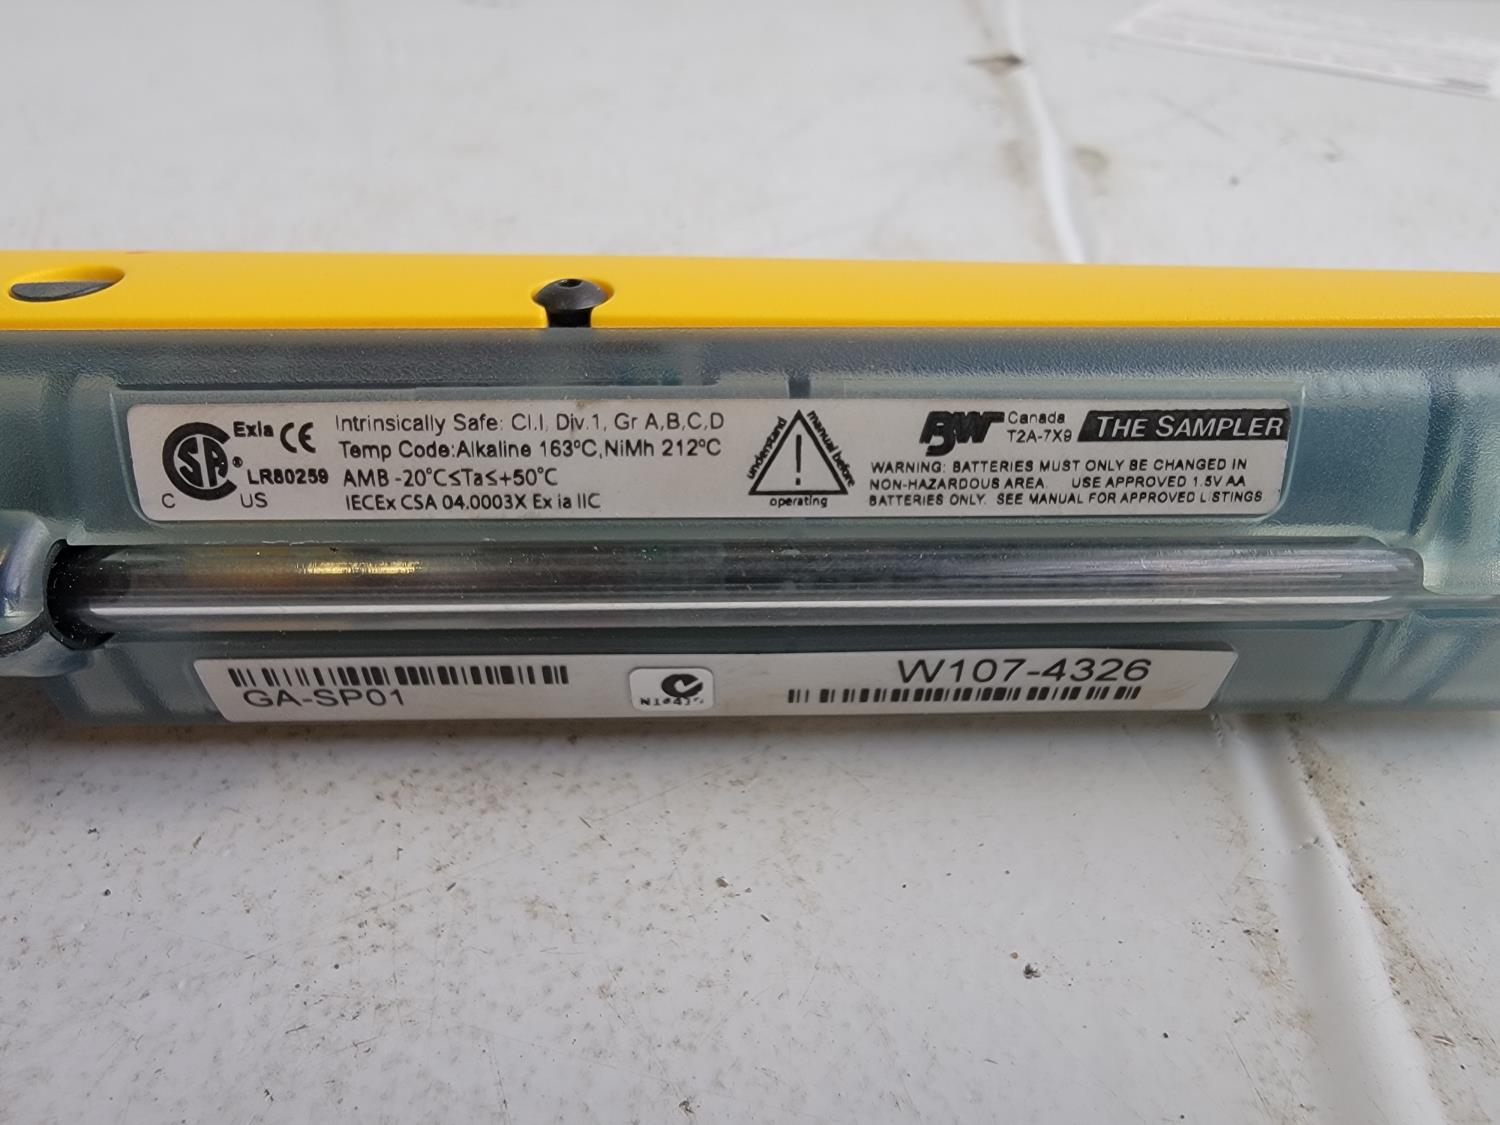 Exia CE
CSA
LR80259
C US
Intrinsically Safe: Cl.I, Div.1, Gr A,B,C,D
Temp Code:Alkaline 163°C,NiMh 212°C
AMB -20°C≤Ta≤+50°C
IECEx CSA 04.0003X Ex ia IIC
understand manual before
operating
BW Canada
T2A-7X9
THE SAMPLER
WARNING: BATTERIES MUST ONLY BE CHANGED IN
NON-HAZARDOUS AREA. USE APPROVED 1.5V AA
BATTERIES ONLY. SEE MANUAL FOR APPROVED LISTINGS
GA-SP01
W107-4326